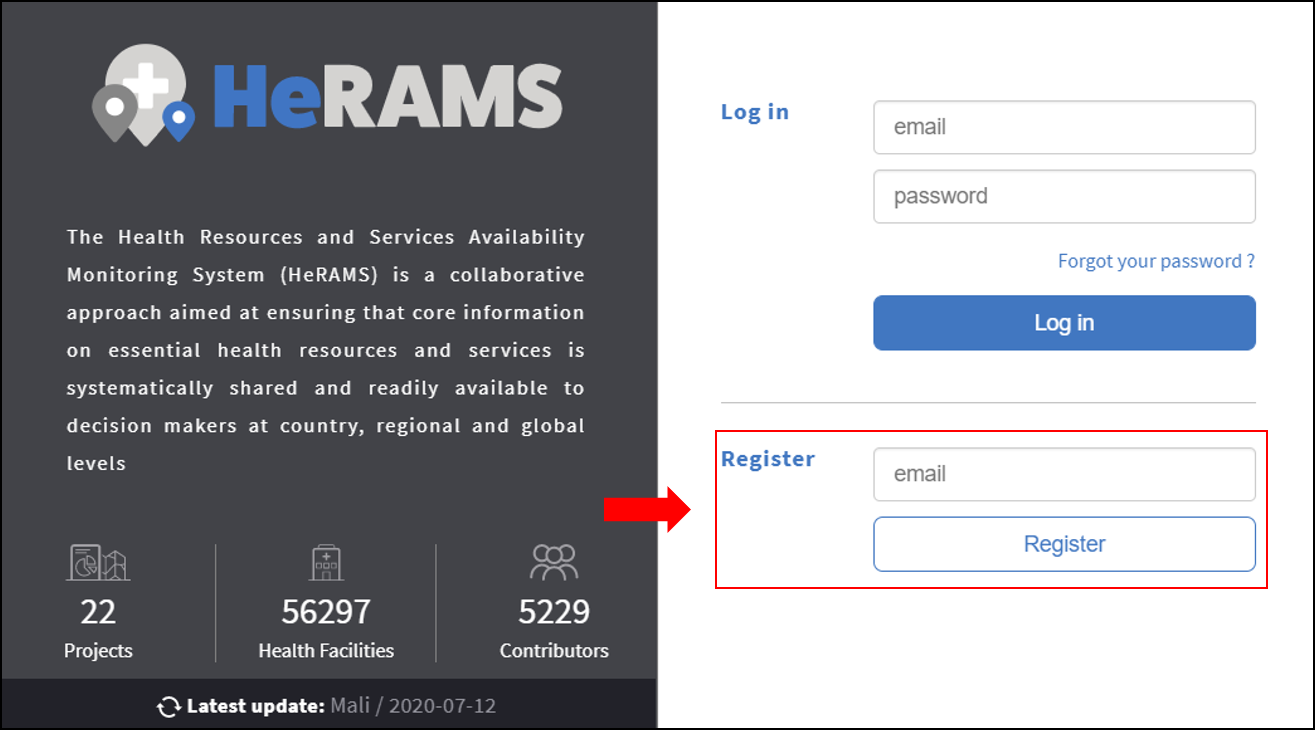 HeRAMS
The Health Resources and Services Availability
Monitoring System (HeRAMS) is a collaborative
approach aimed at ensuring that core information
on essential health resources and services is
systematically shared and readily available to
decision makers at country, regional and global
levels
22
Projects
56297
Health Facilities
5229
Contributors
Latest update: Mali / 2020-07-12
Log in
email
password
Forgot your password ?
Log in
Register
email
Register